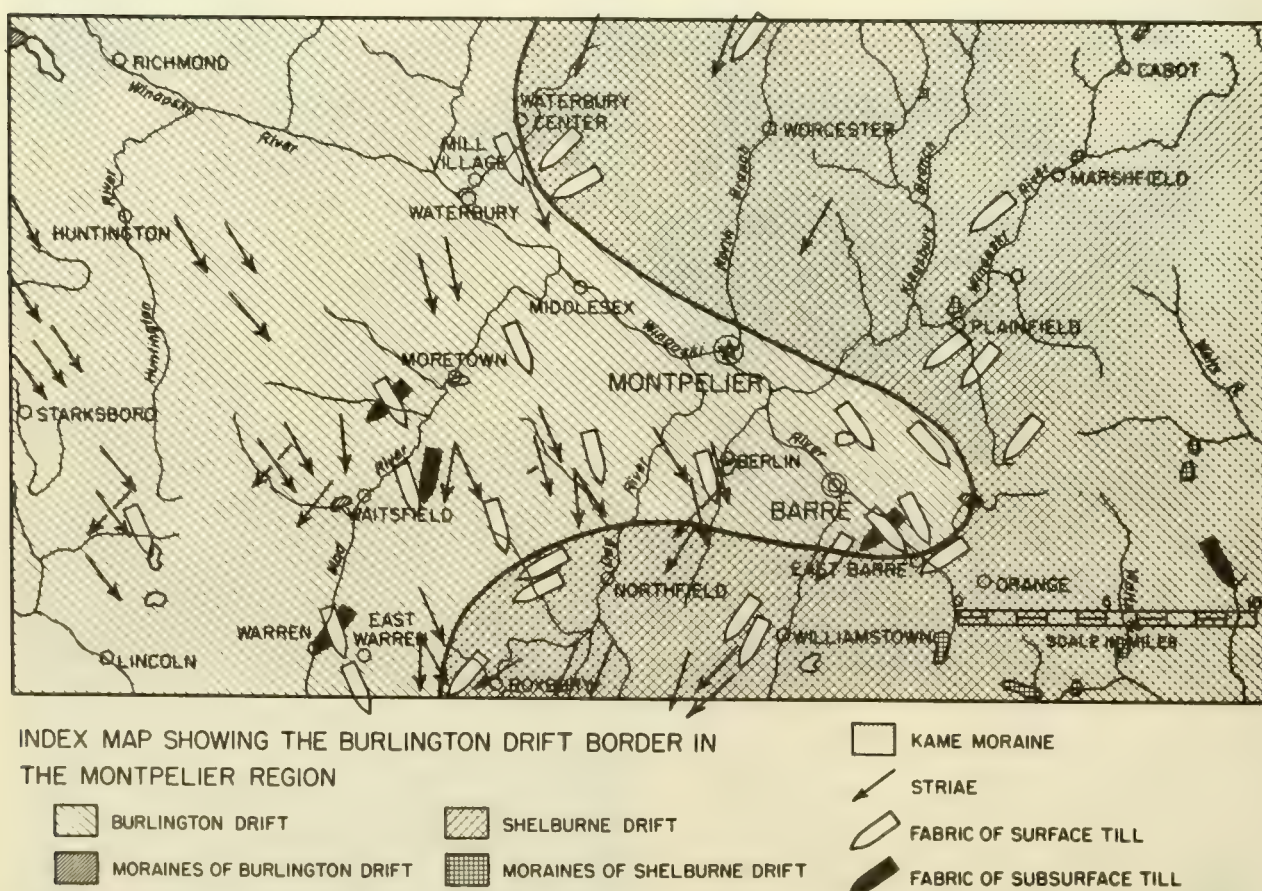 RICHMOND
CABOT
Winooski
River
WATERBURY
CENTER
WORCESTER
MILL
VILLAGE
Branch
Branch
River
MARSHFIELD
WATERBURY
River
HUNTINGTON
North
Kingsbury
Winooski
MIDDLESEX
Huntington
Winooski
PLAINFIELD
MORETOWN
MONTPELIER
STARKSBORO
River
BERLIN
River
River
WAITSFIELD
BARRE
Mad
Dog
EAST BARRE
NORTHFIELD
ORANGE
WARREN
EAST
WARREN
WILLIAMSTOWN
SCALE IN MILES
LINCOLN
ROXBURY
INDEX MAP SHOWING THE BURLINGTON DRIFT BORDER IN
THE MONTPELIER REGION
BURLINGTON DRIFT
MORAINES OF BURLINGTON DRIFT
SHELBURNE DRIFT
MORAINES OF SHELBURNE DRIFT
KAME MORAINE
STRIAE
FABRIC OF SURFACE TILL
FABRIC OF SUBSURFACE TILL